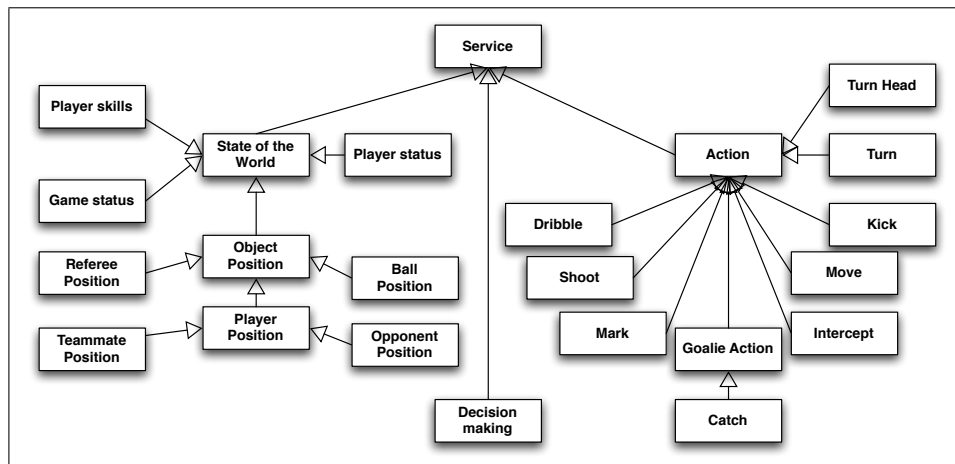 Service
Player skills
Turn Head
State of the
World
Player status
Action
Turn
Game status
Dribble
Kick
Referee
Position
Object
Position
Ball
Position
Shoot
Move
Teammate
Position
Player
Position
Opponent
Position
Mark
Goalie Action
Intercept
Decision
making
Catch